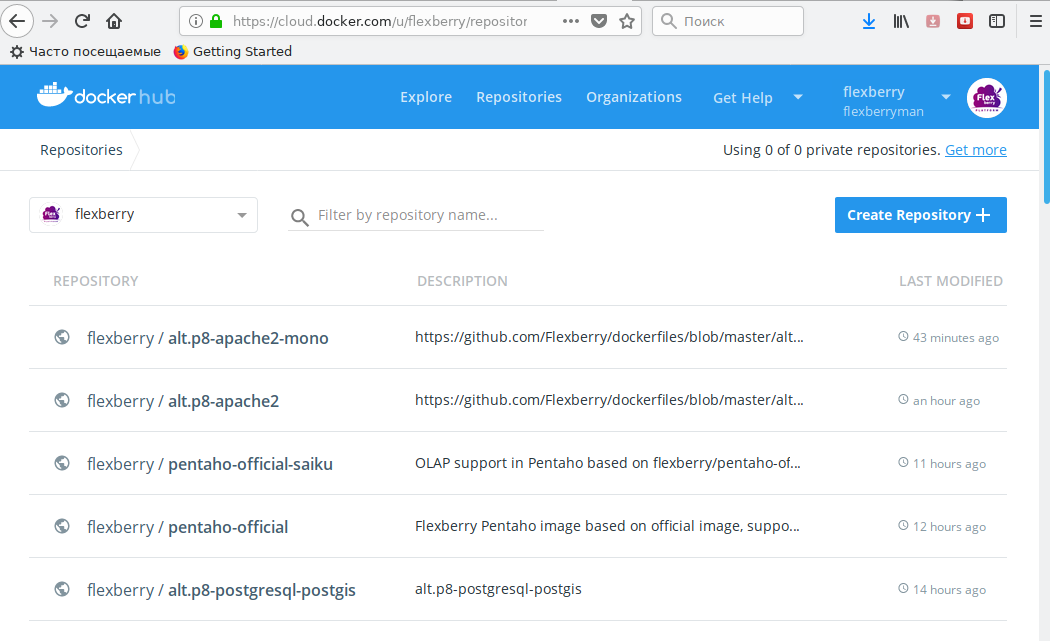 https://cloud.docker.com/u/flexberry/repositor
Поиск
Часто посещаемые Getting Started
docker hub Explore Repositories Organizations Get Help flexberry
flexberryman
Flex
berry
PLATFORM
Repositories Using 0 of 0 private repositories. Get more
flexberry Filter by repository name... Create Repository +
REPOSITORY DESCRIPTION LAST MODIFIED
flexberry / alt.p8-apache2-mono https://github.com/Flexberry/dockerfiles/blob/master/alt... 43 minutes ago
flexberry / alt.p8-apache2 https://github.com/Flexberry/dockerfiles/blob/master/alt... an hour ago
flexberry / pentaho-official-saiku OLAP support in Pentaho based on flexberry/pentaho-of... 11 hours ago
flexberry / pentaho-official Flexberry Pentaho image based on official image, suppo... 12 hours ago
flexberry / alt.p8-postgresql-postgis alt.p8-postgresql-postgis 14 hours ago